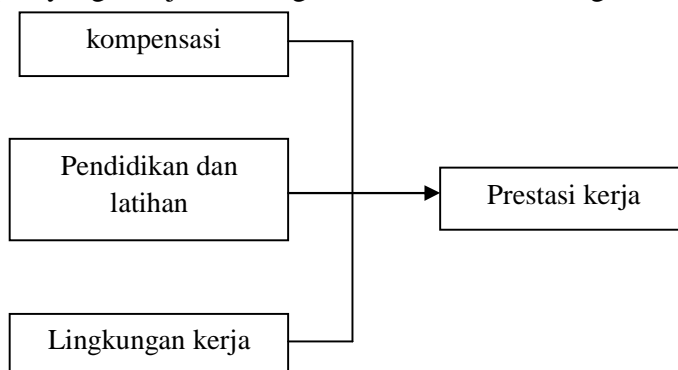 kompensasi
Pendidikan dan
latihan
Prestasi kerja
Lingkungan kerja